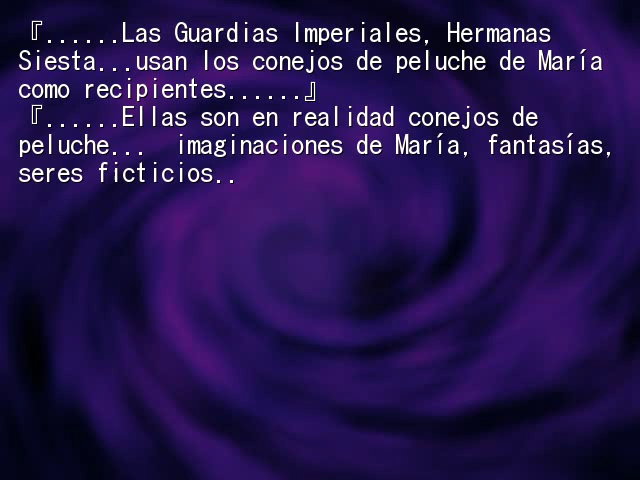 『......Las Guardias Imperiales, Hermanas
Siesta...usan los conejos de peluche de María
como recipientes......』
『......Ellas son en realidad conejos de
peluche...  imaginaciones de María, fantasías,
seres ficticios..